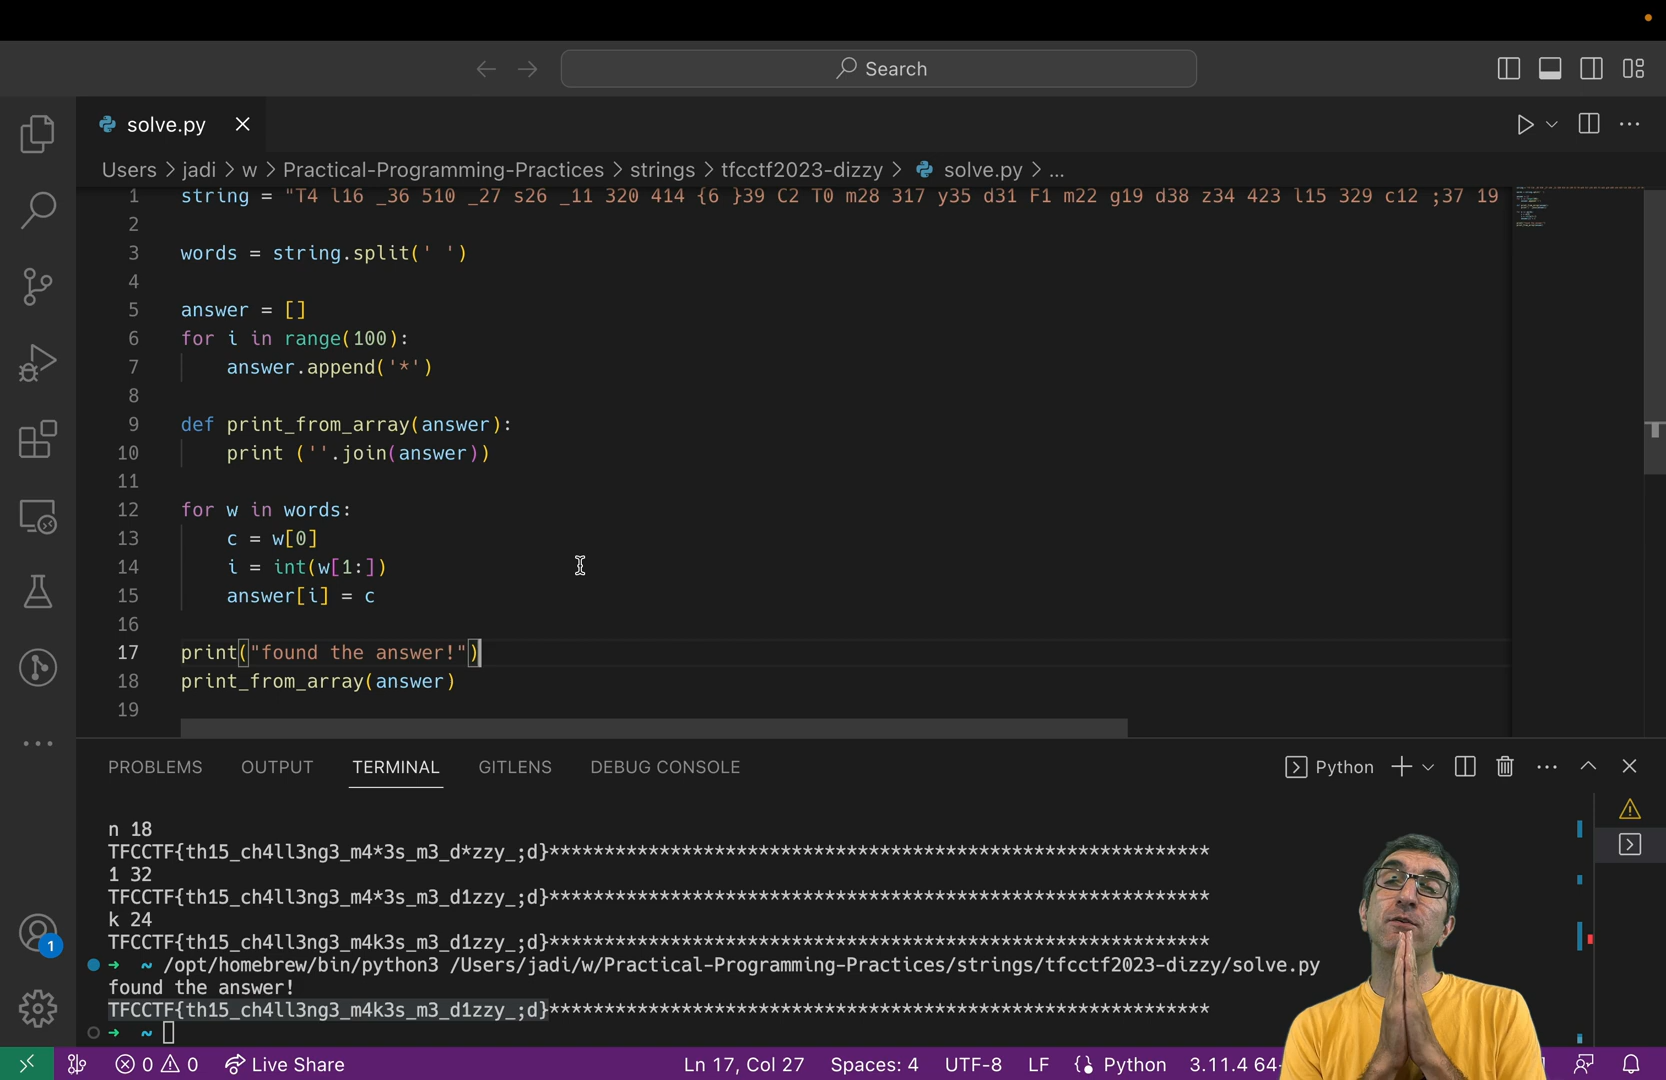 Search
solve.py
Users > jadi > w > Practical-Programming-Practices > strings > tfcctf2023-dizzy > solve.py > ...
1 string = "T4 l16 _36 510 _27 s26 _11 320 414 {6 }39 C2 T0 m28 317 y35 d31 F1 m22 g19 d38 z34 423 l15 329 c12 ;37 19
2
3 words = string.split(' ')
4
5 answer = []
6 for i in range(100):
7     answer.append('*')
8
9 def print_from_array(answer):
10     print (''.join(answer))
11
12 for w in words:
13     c = w[0]
14     i = int(w[1:])
15     answer[i] = c
16
17 print("found the answer!")
18 print_from_array(answer)
19
PROBLEMS OUTPUT TERMINAL GITLENS DEBUG CONSOLE Python
n 18
TFCCTF{th15_ch4ll3ng3_m4*3s_m3_d*zzy_;d}************************************************************
1 32
TFCCTF{th15_ch4ll3ng3_m4*3s_m3_d1zzy_;d}************************************************************
k 24
TFCCTF{th15_ch4ll3ng3_m4k3s_m3_d1zzy_;d}************************************************************
➜ ~ /opt/homebrew/bin/python3 /Users/jadi/w/Practical-Programming-Practices/strings/tfcctf2023-dizzy/solve.py
found the answer!
TFCCTF{th15_ch4ll3ng3_m4k3s_m3_d1zzy_;d}************************************************************
➜ ~
1
0 0 Live Share Ln 17, Col 27 Spaces: 4 UTF-8 LF Python 3.11.4 64-